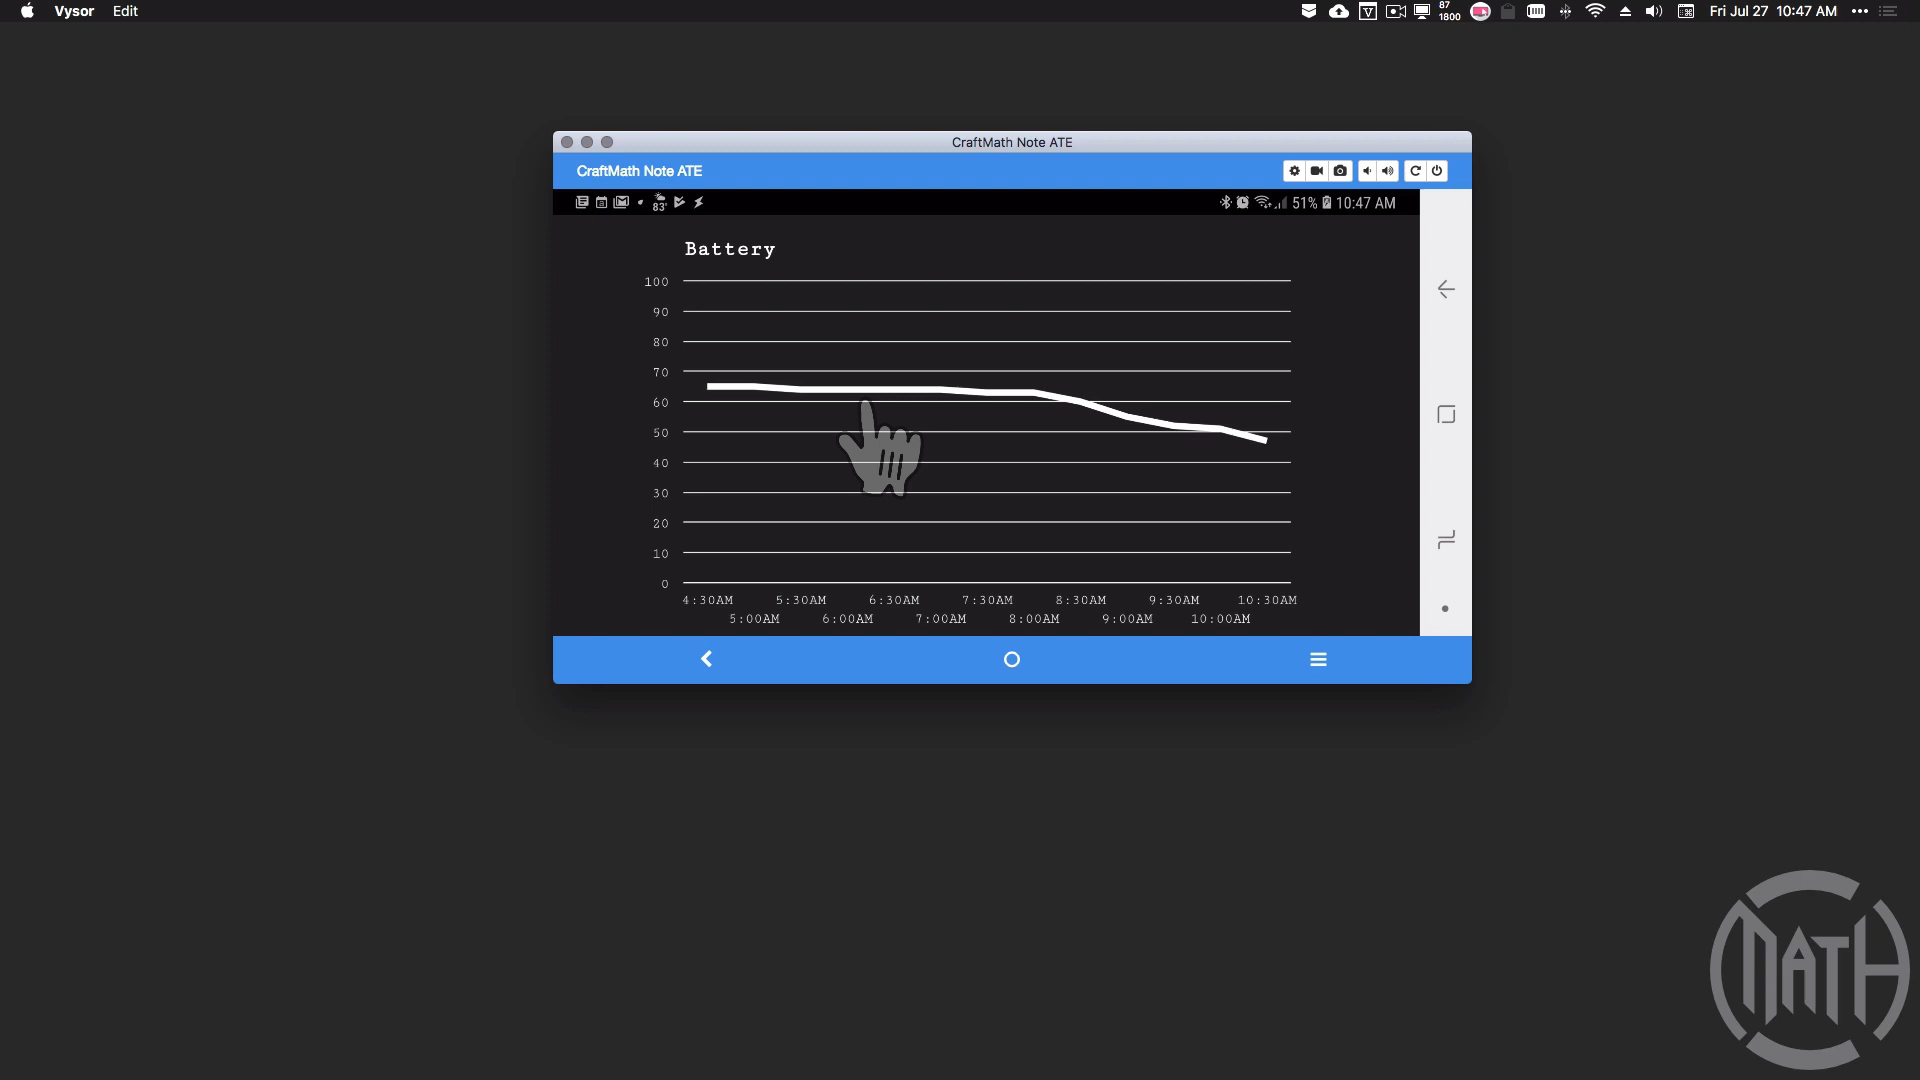 Vysor Edit
87
1800
Fri Jul 27 10:47 AM
CraftMath Note ATE
CraftMath Note ATE
83° 51% 10:47 AM
Battery
100
90
80
70
60
50
40
30
20
10
0
4:30AM 5:30AM 6:30AM 7:30AM 8:30AM 9:30AM 10:30AM
5:00AM 6:00AM 7:00AM 8:00AM 9:00AM 10:00AM
MATH